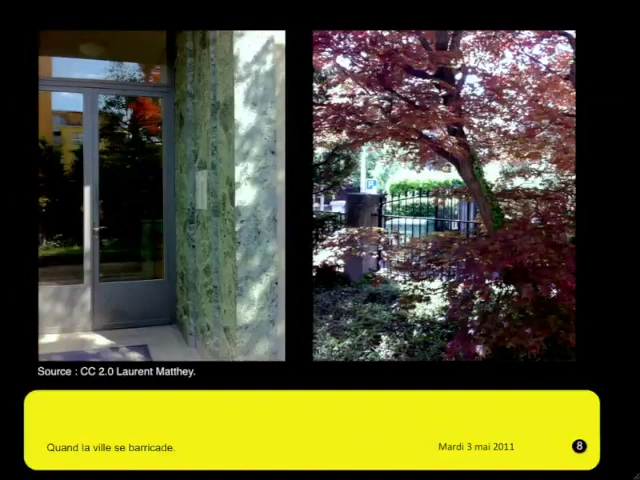 Source : CC 2.0 Laurent Matthey.
Quand la ville se barricade.
Mardi 3 mai 2011
8